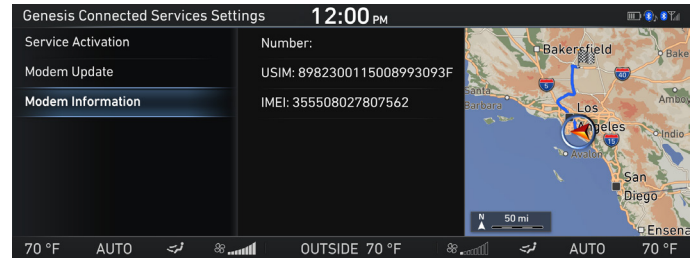 Genesis Connected Services Settings
12:00 PM
Service Activation
Modem Update
Modem Information
Number:
USIM: 8982300115008993093F
IMEI: 355508027807562
Bakersfield
Bake
5
40
Santa
Barbara
Amboy
Los
Angeles
15
Indio
Avalon
San
Diego
N
50 mi
Ensena
70 °F
AUTO
OUTSIDE 70 °F
AUTO
70 °F